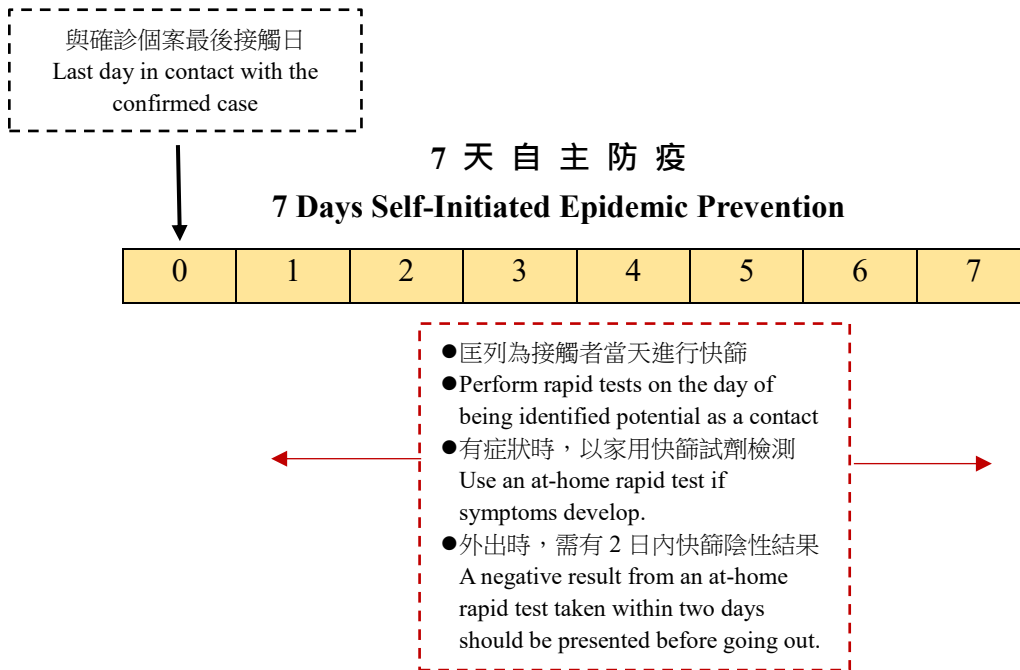 與確診個案最後接觸日
Last day in contact with the
confirmed case
7 天 自 主 防 疫
7 Days Self-Initiated Epidemic Prevention
0 1 2 3 4 5 6 7
●匡列為接觸者當天進行快篩
●Perform rapid tests on the day of
being identified potential as a contact
●有症狀時，以家用快篩試劑檢測
Use an at-home rapid test if
symptoms develop.
●外出時，需有 2 日內快篩陰性結果
A negative result from an at-home
rapid test taken within two days
should be presented before going out.